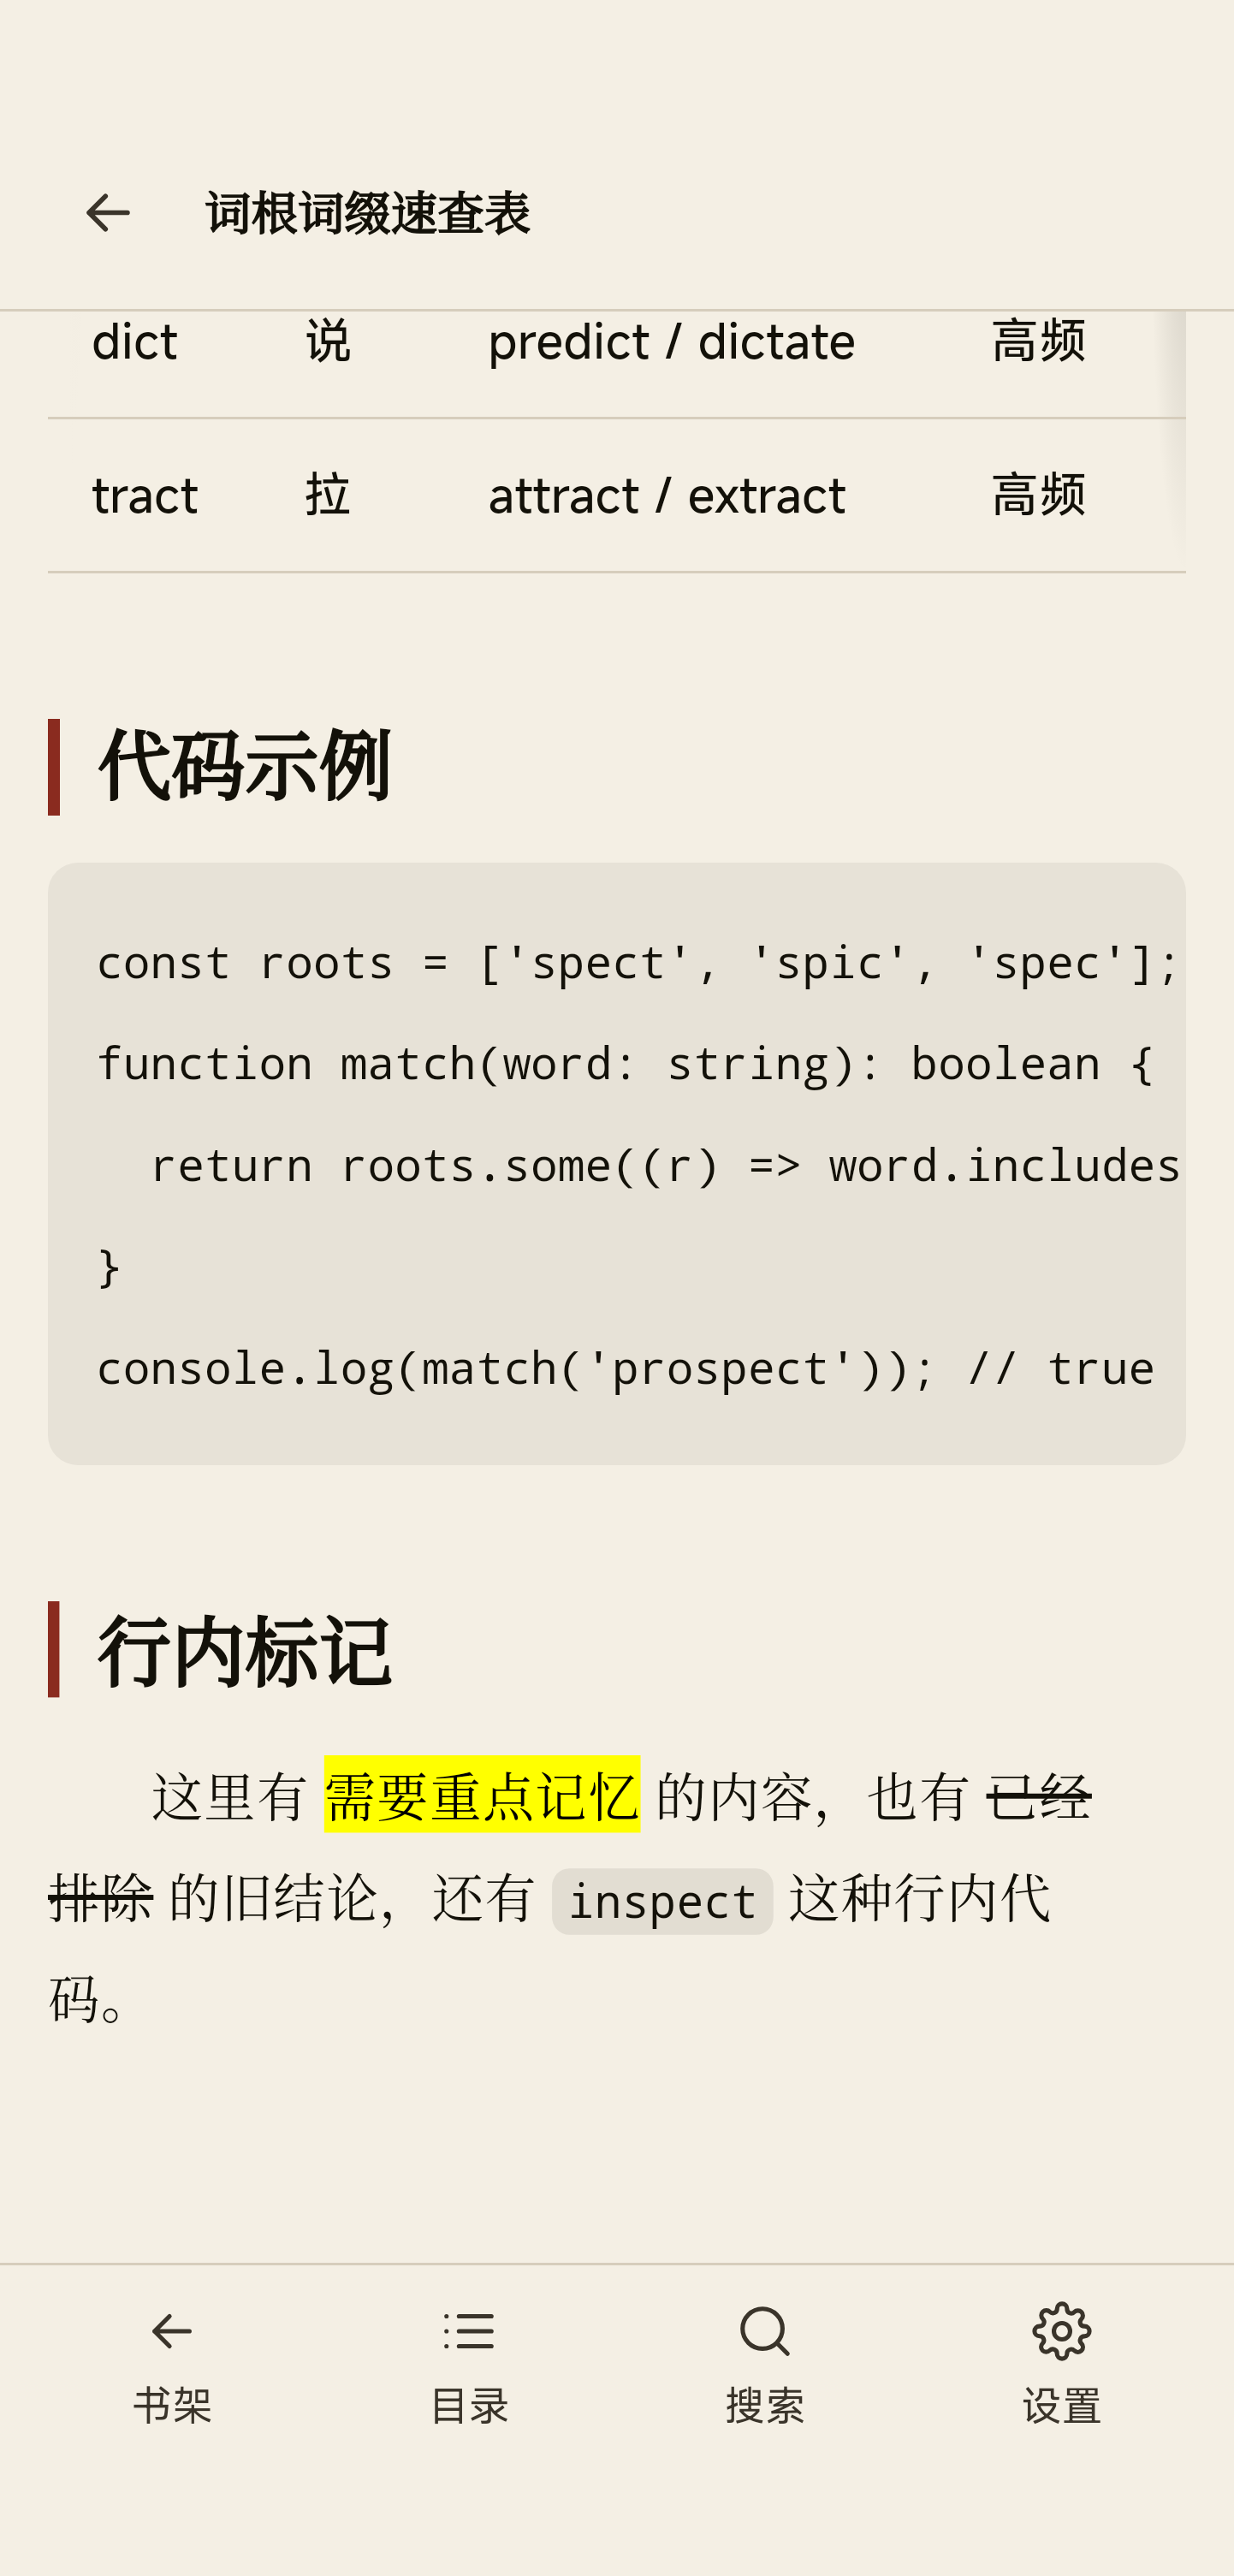 词根词缀速查表
dict 说 predict / dictate 高频
tract 拉 attract / extract 高频
代码示例
const roots = ['spect', 'spic', 'spec'];
function match(word: string): boolean {
  return roots.some((r) => word.includes
}
console.log(match('prospect')); // true
行内标记
这里有 需要重点记忆 的内容，也有 已经
排除 的旧结论，还有 inspect 这种行内代
码。
书架 目录 搜索 设置